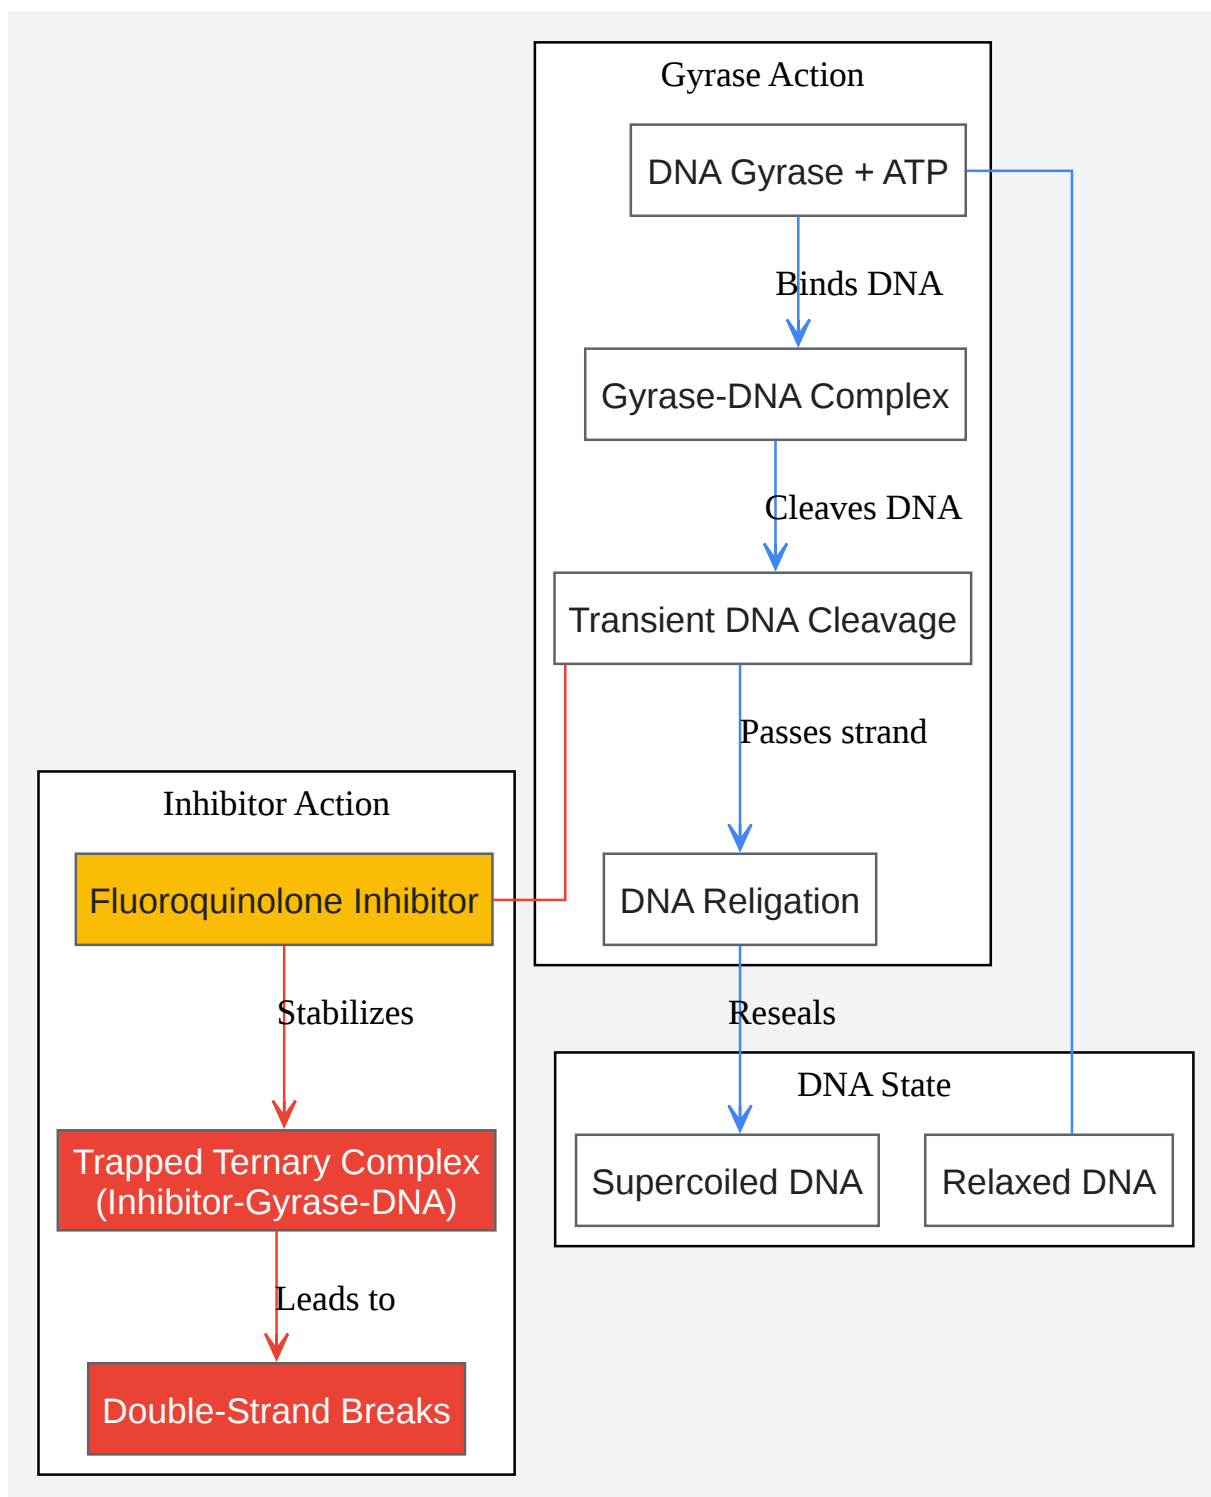 Gyrase Action
DNA Gyrase + ATP
Binds DNA
Gyrase-DNA Complex
Cleaves DNA
Transient DNA Cleavage
Passes strand
Inhibitor Action
Fluoroquinolone Inhibitor
DNA Religation
Stabilizes
Reseals
DNA State
Trapped Ternary Complex
(Inhibitor-Gyrase-DNA)
Supercoiled DNA
Relaxed DNA
Leads to
Double-Strand Breaks